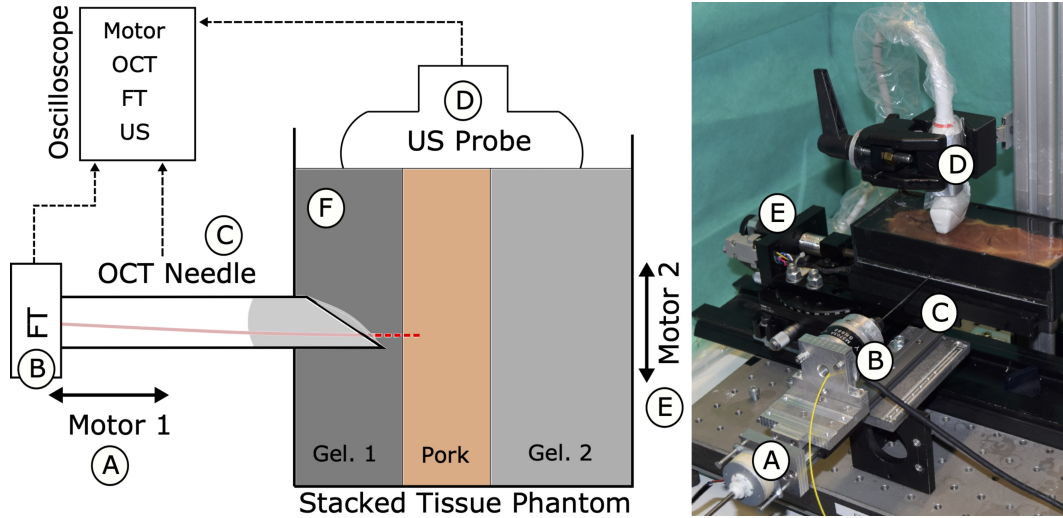 Oscilloscope
Motor
OCT
FT
US
D
US Probe
F
C
OCT Needle
FT
B
Motor 1
A
Motor 2
E
Gel. 1
Pork
Gel. 2
Stacked Tissue Phantom
D
E
C
B
A